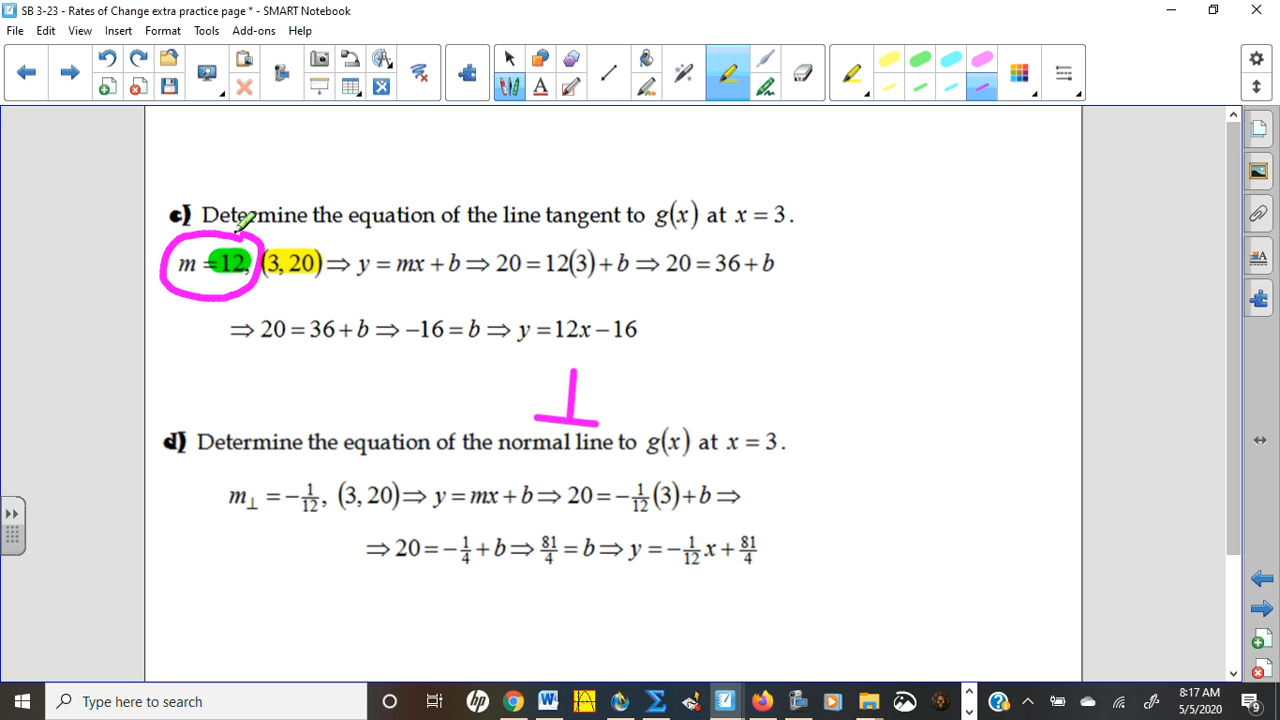 SB 3-23 - Rates of Change extra practice page * - SMART Notebook
File Edit View Insert Format Tools Add-ons Help
c) Determine the equation of the line tangent to g(x) at x = 3.
m = 12, (3, 20) ⇒ y = mx + b ⇒ 20 = 12(3) + b ⇒ 20 = 36 + b
⇒ 20 = 36 + b ⇒ −16 = b ⇒ y = 12x − 16
⊥
d) Determine the equation of the normal line to g(x) at x = 3.
m⊥ = −1/12, (3, 20) ⇒ y = mx + b ⇒ 20 = −1/12(3) + b ⇒
⇒ 20 = −1/4 + b ⇒ 81/4 = b ⇒ y = −1/12x + 81/4
Type here to search
8:17 AM
5/5/2020